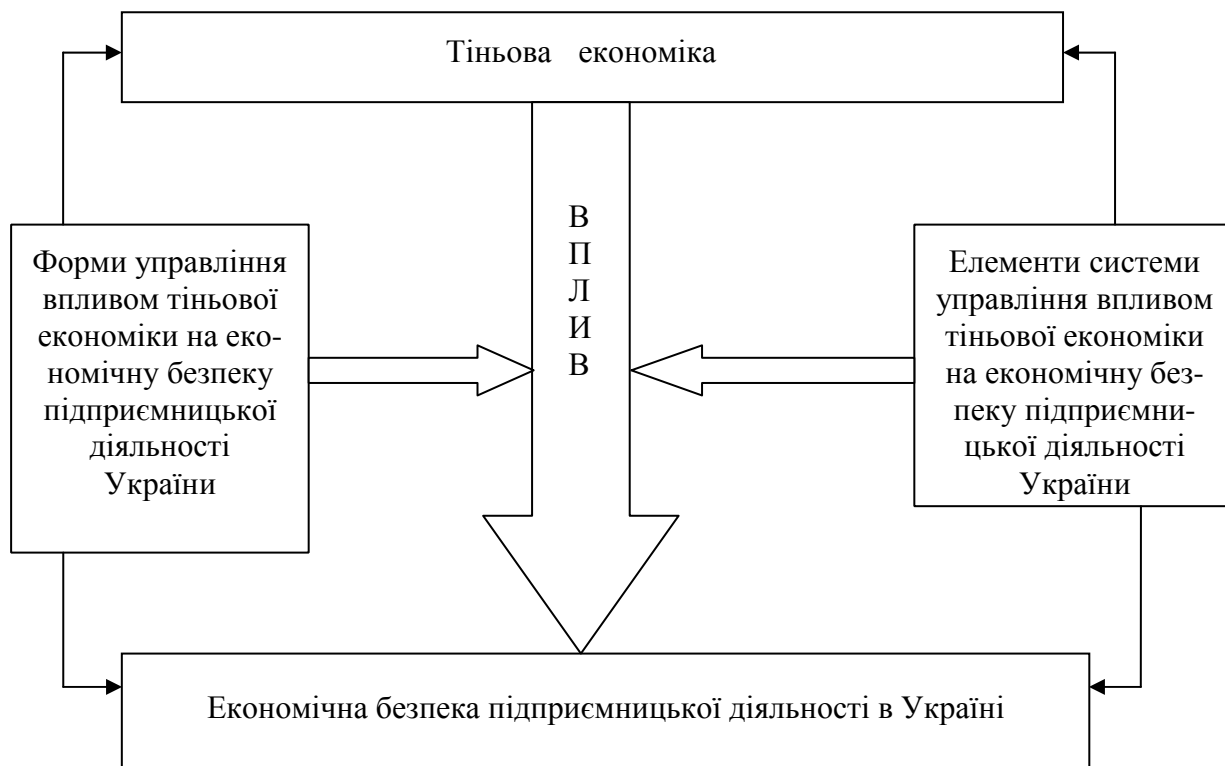 Тіньова економіка
В
П
Л
И
В
Форми управління
впливом тіньової
економіки на еко-
номічну безпеку
підприємницької
діяльності
України
Елементи системи
управління впливом
тіньової економіки
на економічну без-
пеку підприємни-
цької діяльності
України
Економічна безпека підприємницької діяльності в Україні